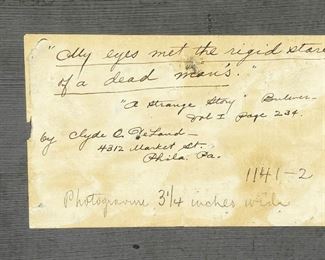 "My eyes met the rigid stare
of a dead man's."
"A Strange Story" Bulwer-
Vol I Page 234.
by Clyde O. DeLand-
4312 Market St.
Phila. Pa.
1141-2
Photogravure 3 1/4 inches wide